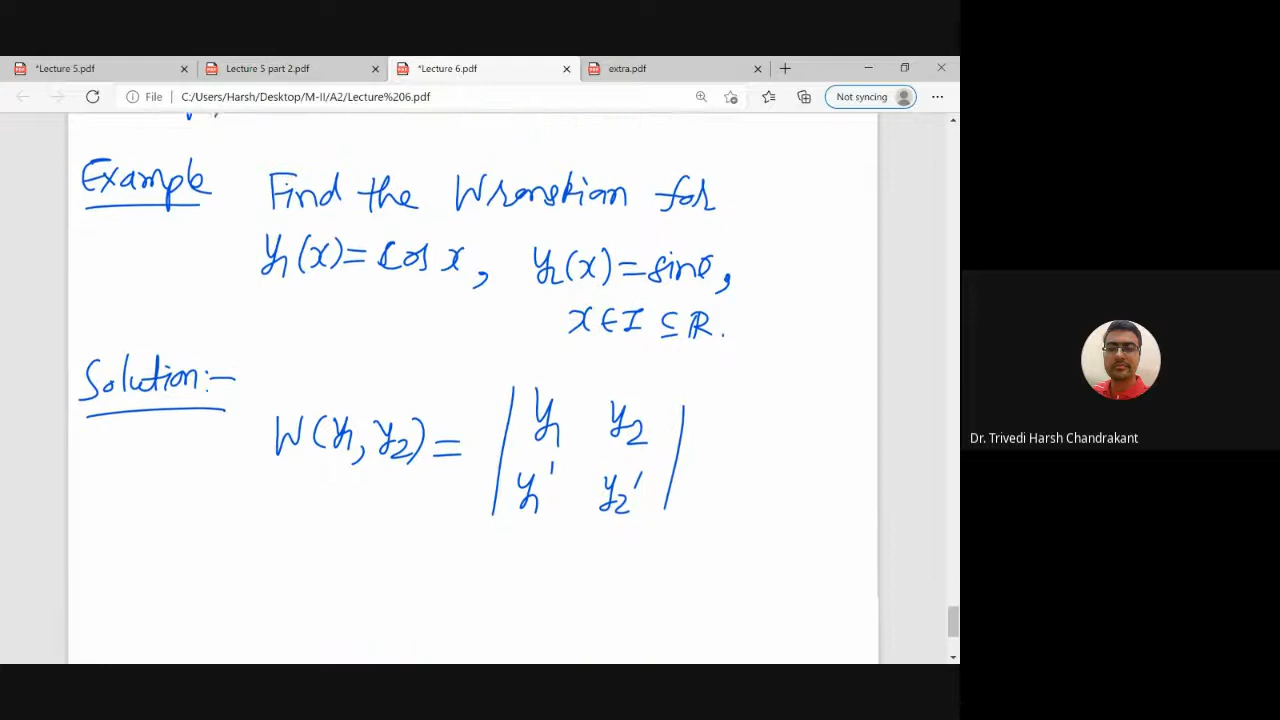 *Lecture 5.pdf
Lecture 5 part 2.pdf
*Lecture 6.pdf
extra.pdf
File
C:/Users/Harsh/Desktop/M-II/A2/Lecture%206.pdf
Not syncing
Example Find the Wronskian for
y₁(x) = Cos x, y₂(x) = sinθ,
x ∈ I ⊆ ℝ.
Solution:-
W(y₁, y₂) = | y₁ y₂ |
| y₁' y₂' |
Dr. Trivedi Harsh Chandrakant